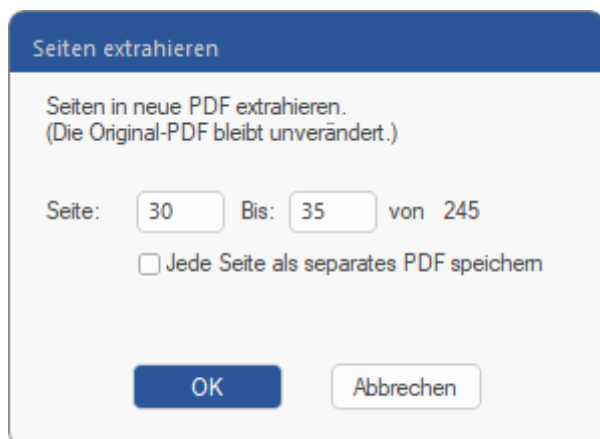 Seiten extrahieren
Seiten in neue PDF extrahieren.
(Die Original-PDF bleibt unverändert.)
Seite: 30 Bis: 35 von 245
Jede Seite als separates PDF speichern
OK Abbrechen